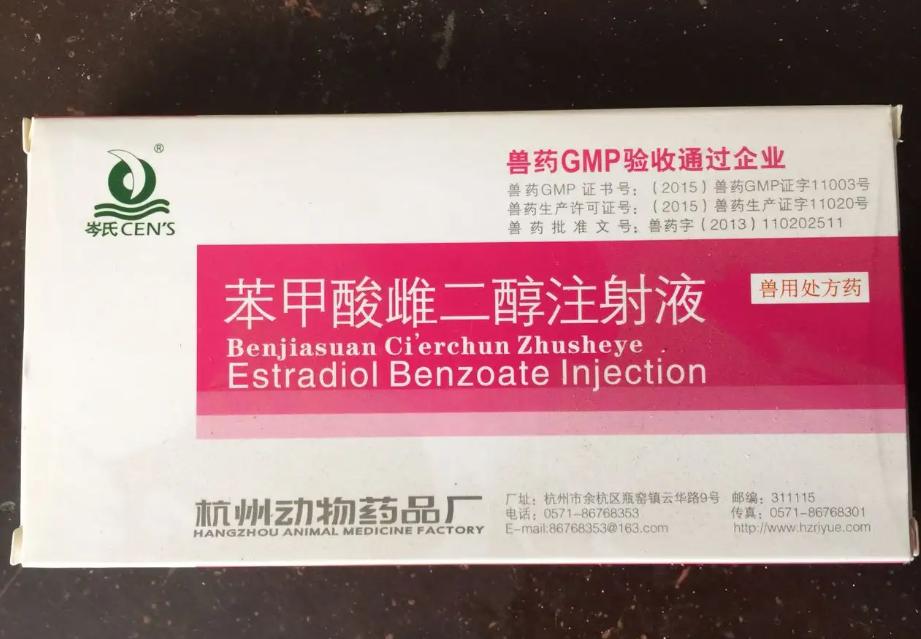 ®
岑氏CEN'S
兽药GMP验收通过企业
兽药GMP 证书号：（2015）兽药GMP证字11003号
兽药生产许可证号：（2015）兽药生产证字11020号
兽 药 批 准 文 号：兽药字（2013）110202511
苯甲酸雌二醇注射液
兽用处方药
Benjiasuan Ci'erchun Zhusheye
Estradiol Benzoate Injection
杭州动物药品厂
HANGZHOU ANIMAL MEDICINE FACTORY
厂址：杭州市余杭区瓶窑镇云华路9号 邮编：311115
电话：0571-86768353 传真：0571-86768301
E-mail:86768353@163.com http://www.hzriyue.com